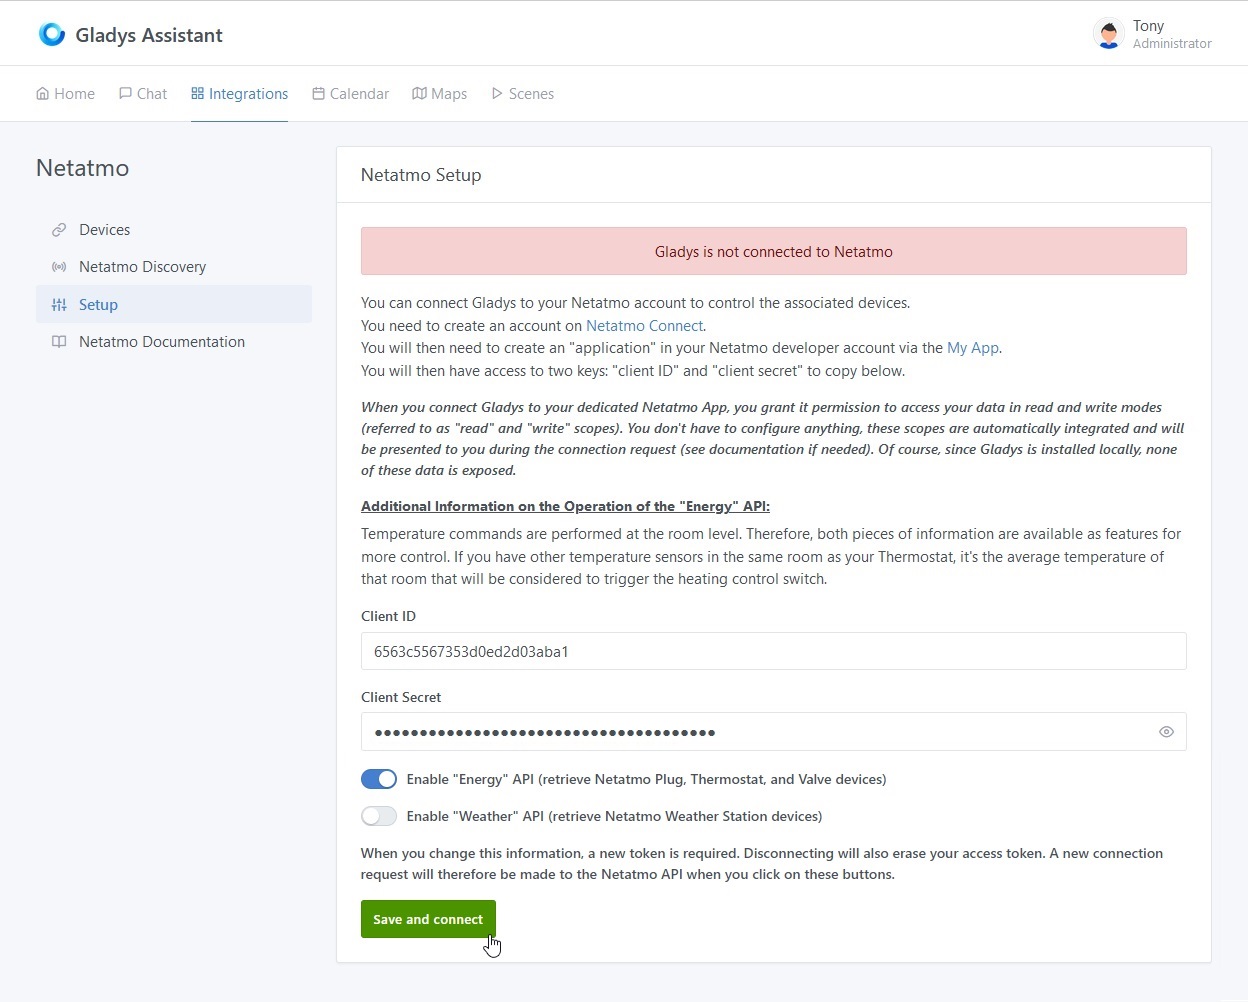 Gladys Assistant
Tony
Administrator
Home
Chat
Integrations
Calendar
Maps
Scenes
Netatmo
Devices
Netatmo Discovery
Setup
Netatmo Documentation
Netatmo Setup
Gladys is not connected to Netatmo
You can connect Gladys to your Netatmo account to control the associated devices.
You need to create an account on Netatmo Connect.
You will then need to create an "application" in your Netatmo developer account via the My App.
You will then have access to two keys: "client ID" and "client secret" to copy below.
When you connect Gladys to your dedicated Netatmo App, you grant it permission to access your data in read and write modes
(referred to as "read" and "write" scopes). You don't have to configure anything, these scopes are automatically integrated and will
be presented to you during the connection request (see documentation if needed). Of course, since Gladys is installed locally, none
of these data is exposed.
Additional Information on the Operation of the "Energy" API:
Temperature commands are performed at the room level. Therefore, both pieces of information are available as features for
more control. If you have other temperature sensors in the same room as your Thermostat, it's the average temperature of
that room that will be considered to trigger the heating control switch.
Client ID
6563c5567353d0ed2d03aba1
Client Secret
••••••••••••••••••••••••••••••••••••••
Enable "Energy" API (retrieve Netatmo Plug, Thermostat, and Valve devices)
Enable "Weather" API (retrieve Netatmo Weather Station devices)
When you change this information, a new token is required. Disconnecting will also erase your access token. A new connection
request will therefore be made to the Netatmo API when you click on these buttons.
Save and connect